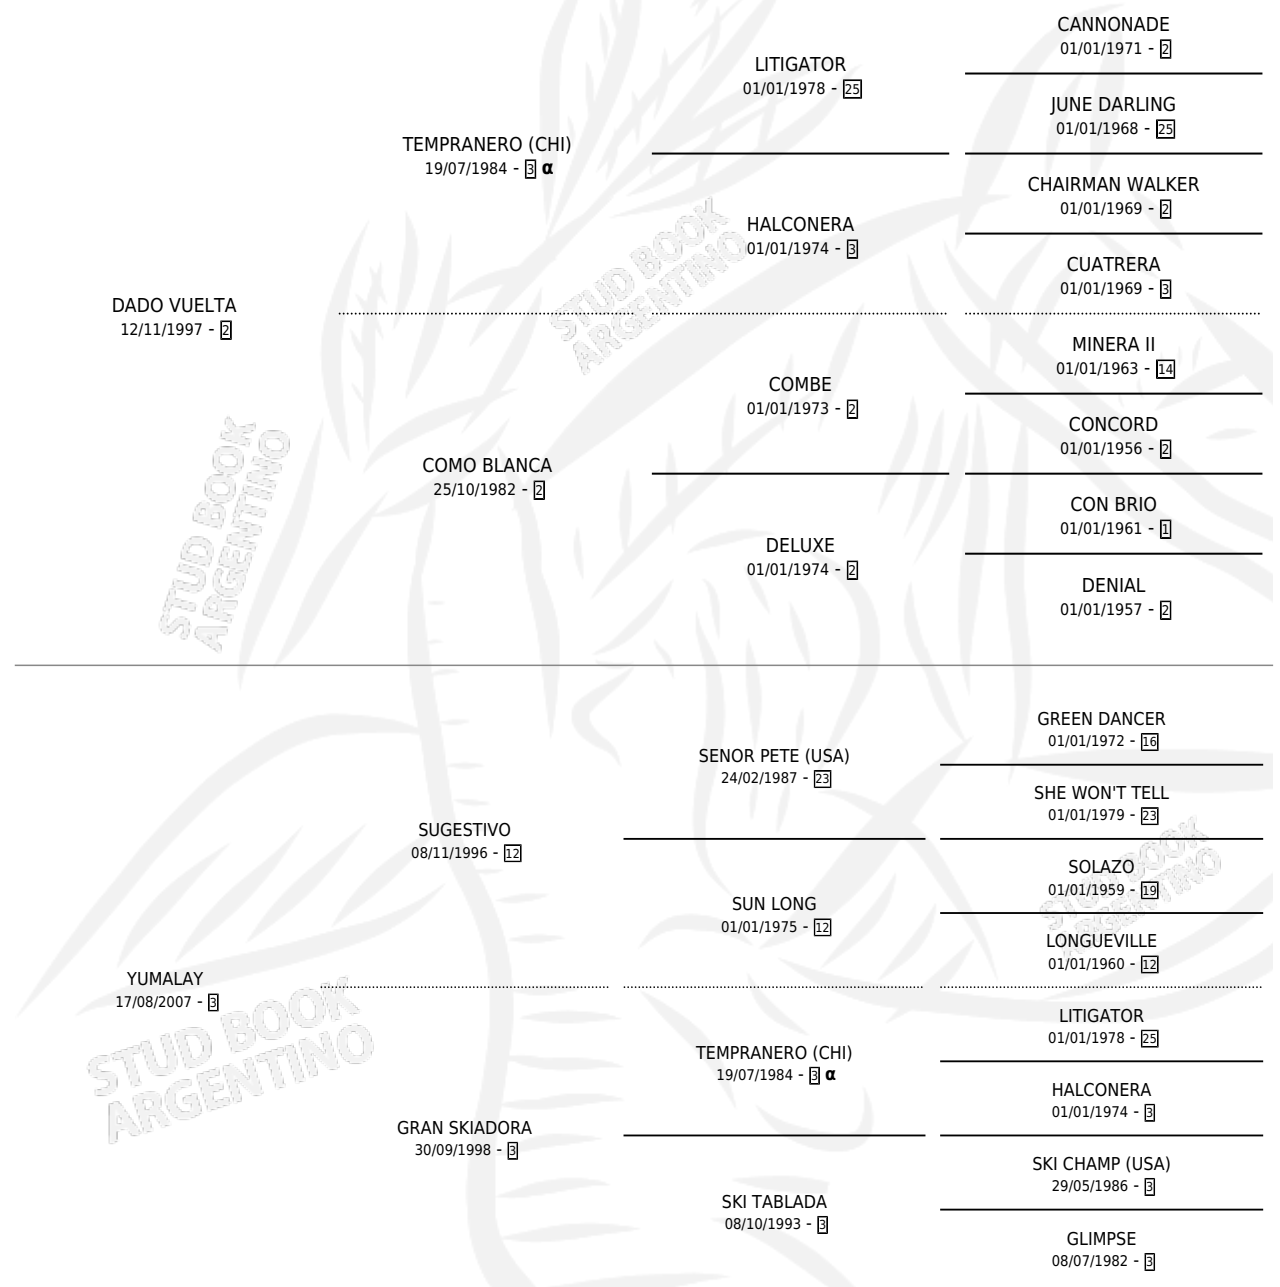 CANNONADE
01/01/1971 - 2
LITIGATOR
01/01/1978 - 25
JUNE DARLING
01/01/1968 - 25
TEMPRANERO (CHI)
19/07/1984 - 3 α
CHAIRMAN WALKER
01/01/1969 - 2
HALCONERA
01/01/1974 - 3
CUATRERA
01/01/1969 - 3
STUD BOOK
ARGENTINO
DADO VUELTA
12/11/1997 - 2
MINERA II
01/01/1963 - 14
COMBE
01/01/1973 - 2
CONCORD
01/01/1956 - 2
COMO BLANCA
25/10/1982 - 2
CON BRIO
01/01/1961 - 1
DELUXE
01/01/1974 - 2
DENIAL
01/01/1957 - 2
STUD BOOK
ARGENTINO
GREEN DANCER
01/01/1972 - 16
SENOR PETE (USA)
24/02/1987 - 23
SHE WON'T TELL
01/01/1979 - 23
SUGESTIVO
08/11/1996 - 12
SOLAZO
01/01/1959 - 19
SUN LONG
01/01/1975 - 12
LONGUEVILLE
01/01/1960 - 12
STUD BOOK
ARGENTINO
YUMALAY
17/08/2007 - 3
LITIGATOR
01/01/1978 - 25
TEMPRANERO (CHI)
19/07/1984 - 3 α
HALCONERA
01/01/1974 - 3
GRAN SKIADORA
30/09/1998 - 3
SKI CHAMP (USA)
29/05/1986 - 3
SKI TABLADA
08/10/1993 - 3
GLIMPSE
08/07/1982 - 3
STUD BOOK
ARGENTINO